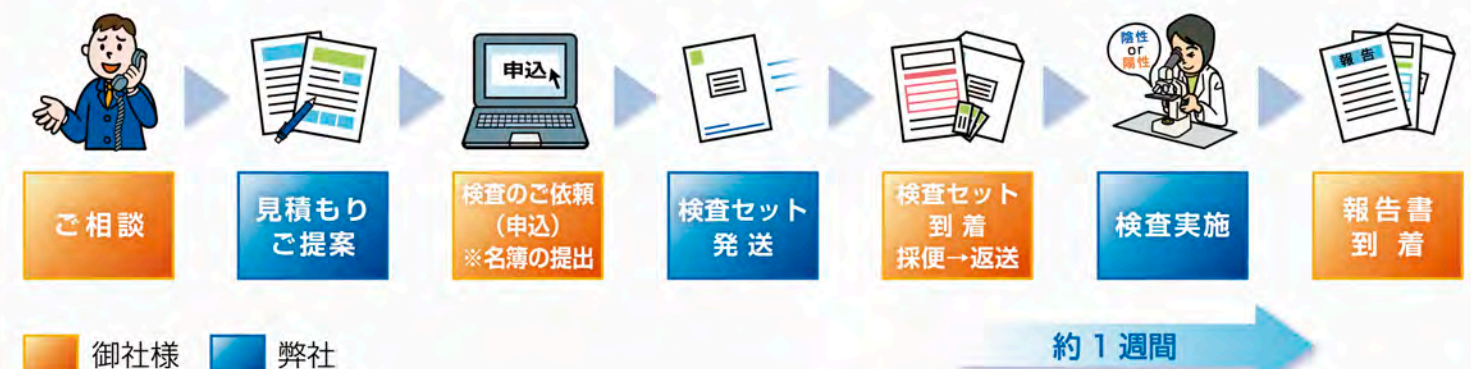 申込
陰性
or
陽性
報告
ご相談
見積もり
ご提案
検査のご依頼
（申込）
※名簿の提出
検査セット
発送
検査セット
到着
採便→返送
検査実施
報告書
到着
御社様
弊社
約1週間